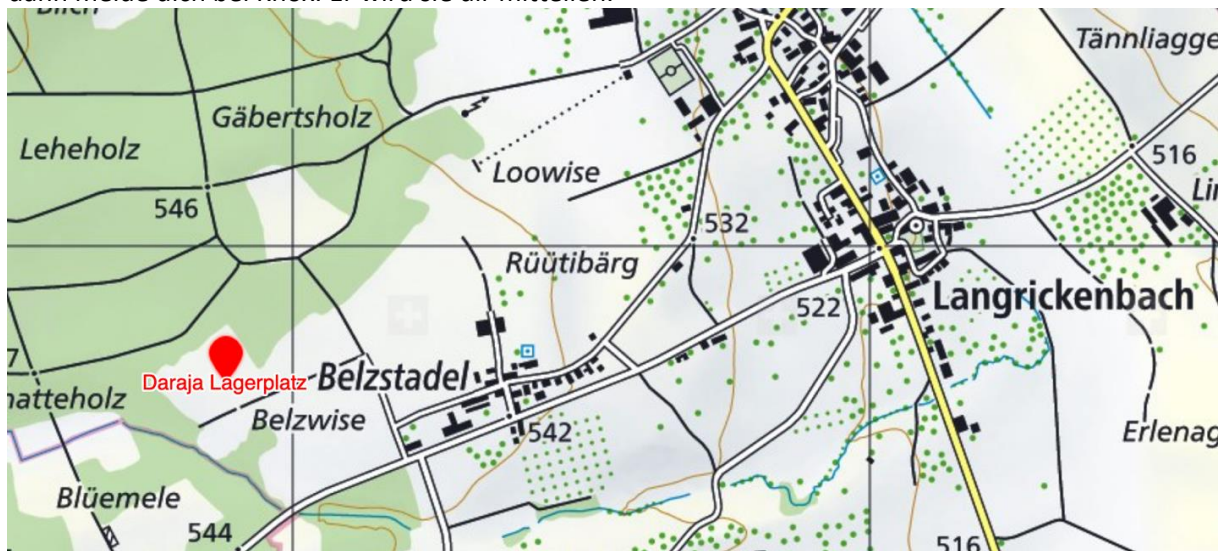 Tännliagge
Gäbertsholz
Leheholz
516
Loowise
546
532
Rüütibärg
Langrickenbach
522
7
Daraja Lagerplatz
Belzstadel
Belzwise
542
Erlenag
Blüemele
544
516